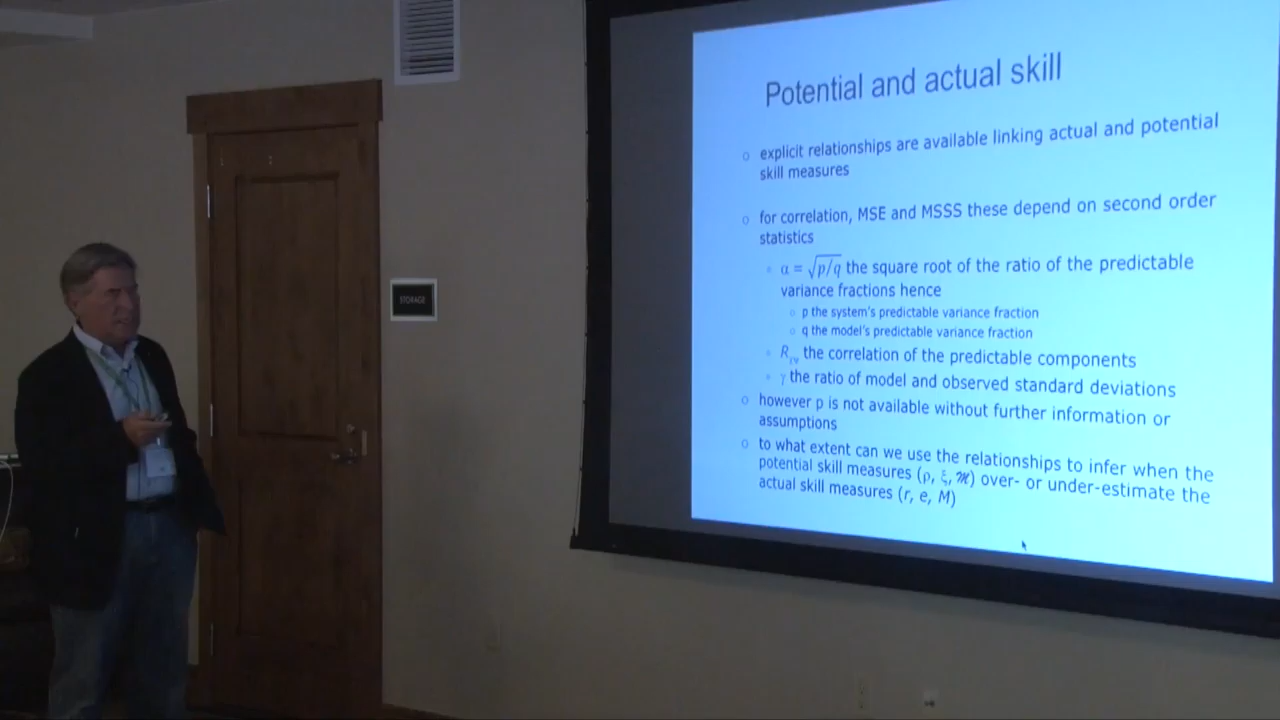 Potential and actual skill
explicit relationships are available linking actual and potential
skill measures
for correlation, MSE and MSSS these depend on second order
statistics
α = √p/q the square root of the ratio of the predictable
variance fractions hence
p the system's predictable variance fraction
q the model's predictable variance fraction
R the correlation of the predictable components
γ the ratio of model and observed standard deviations
however p is not available without further information or
assumptions
to what extent can we use the relationships to infer when the
potential skill measures (ρ, ξ, ℳ) over- or under-estimate the
actual skill measures (r, e, M)
STORAGE